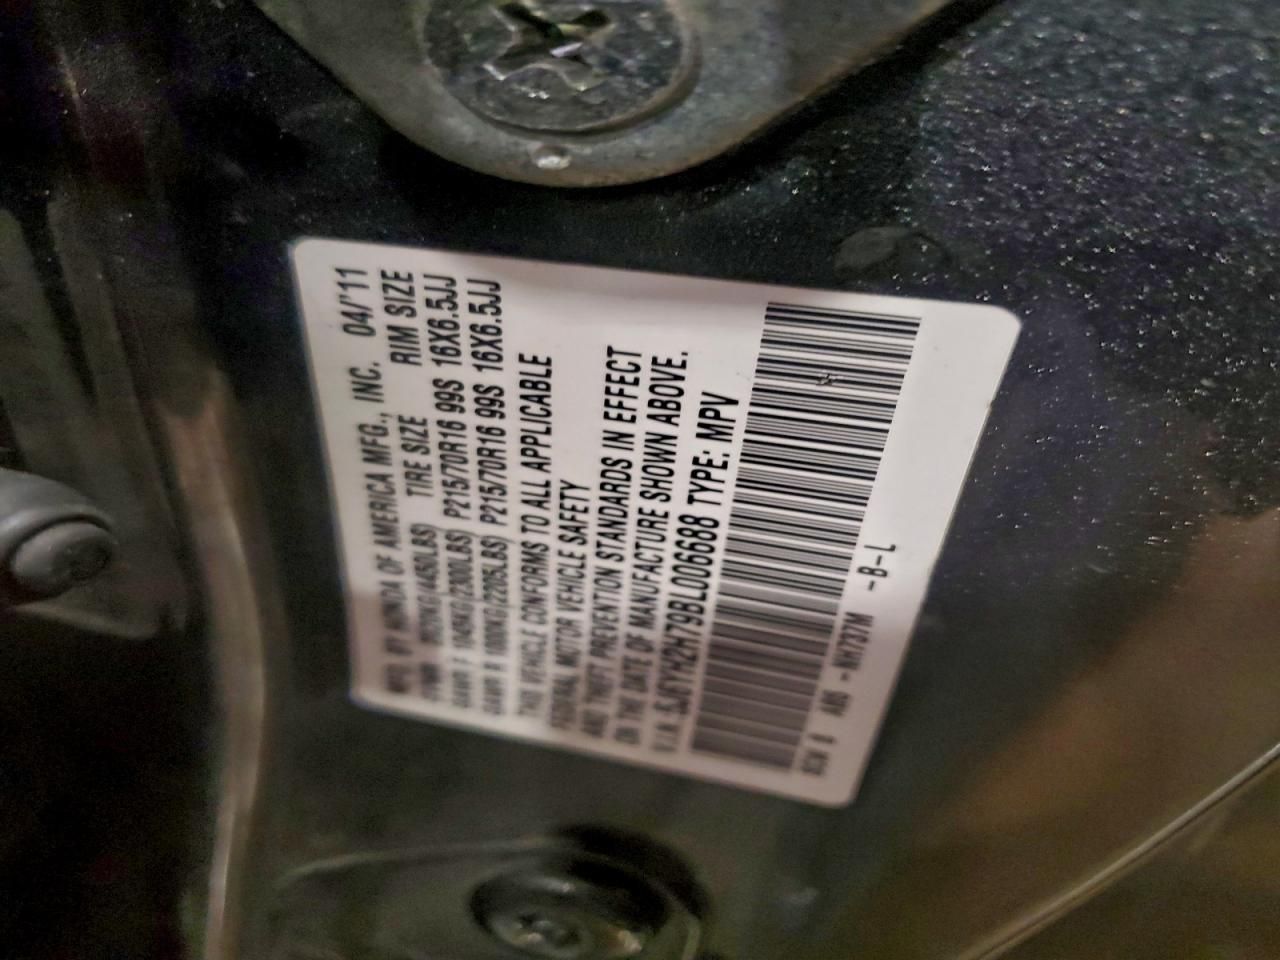 MFD. BY HONDA OF AMERICA MFG., INC. 04/'11
GVWR 2020KG(4450LBS) TIRE SIZE RIM SIZE
GAWR F 1045KG(2300LBS) P215/70R16 99S 16X6.5JJ
GAWR R 1000KG(2205LBS) P215/70R16 99S 16X6.5JJ
THIS VEHICLE CONFORMS TO ALL APPLICABLE
FEDERAL MOTOR VEHICLE SAFETY
AND THEFT PREVENTION STANDARDS IN EFFECT
ON THE DATE OF MANUFACTURE SHOWN ABOVE.
V.I.N.:5J6YH2H79BL006688 TYPE: MPV
-NH737M -B-L